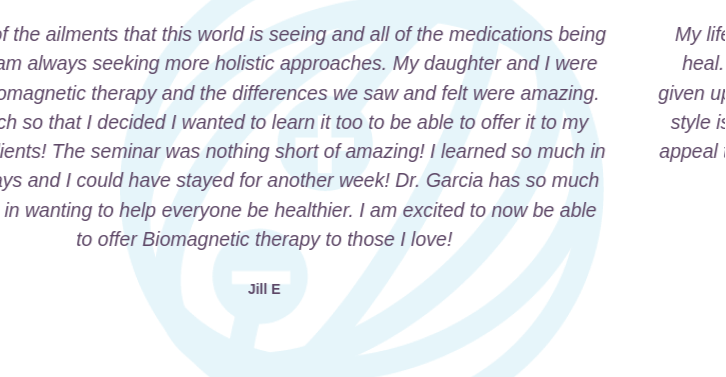 of the ailments that this world is seeing and all of the medications being
am always seeking more holistic approaches. My daughter and I were
omagnetic therapy and the differences we saw and felt were amazing.
ch so that I decided I wanted to learn it too to be able to offer it to my
ients! The seminar was nothing short of amazing! I learned so much in
ays and I could have stayed for another week! Dr. Garcia has so much
in wanting to help everyone be healthier. I am excited to now be able
to offer Biomagnetic therapy to those I love!
Jill E
My life
heal.
given up
style is
appeal